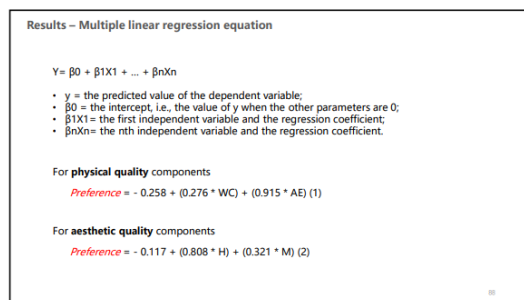 Results – Multiple linear regression equation
Y= β0 + β1X1 + ... + βnXn
• y = the predicted value of the dependent variable;
• β0 = the intercept, i.e., the value of y when the other parameters are 0;
• β1X1= the first independent variable and the regression coefficient;
• βnXn= the nth independent variable and the regression coefficient.
For physical quality components
Preference = - 0.258 + (0.276 * WC) + (0.915 * AE) (1)
For aesthetic quality components
Preference = - 0.117 + (0.808 * H) + (0.321 * M) (2)